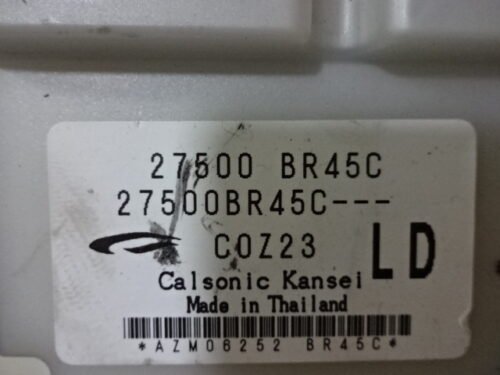 27500 BR45C
27500BR45C---
C0Z23
LD
Calsonic Kansei
Made in Thailand
*AZM06252 BR45C*